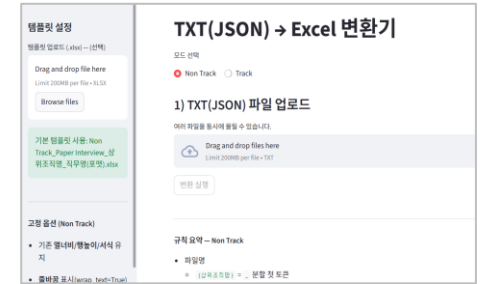 템플릿 설정
템플릿 업로드 (.xlsx) — (선택)
Drag and drop file here
Limit 200MB per file • XLSX
Browse files
기본 템플릿 사용: Non
Track_Paper Interview_상
위조직명_직무명(포맷).xlsx
고정 옵션 (Non Track)
기존 열너비/행높이/서식 유
지
줄바꿈 표시(wrap_text=True)
TXT(JSON) → Excel 변환기
모드 선택
Non Track
Track
1) TXT(JSON) 파일 업로드
여러 파일을 동시에 올릴 수 있습니다.
Drag and drop files here
Limit 200MB per file • TXT
변환 실행
규칙 요약 — Non Track
파일명
(상위조직명) = _ 분할 첫 토큰